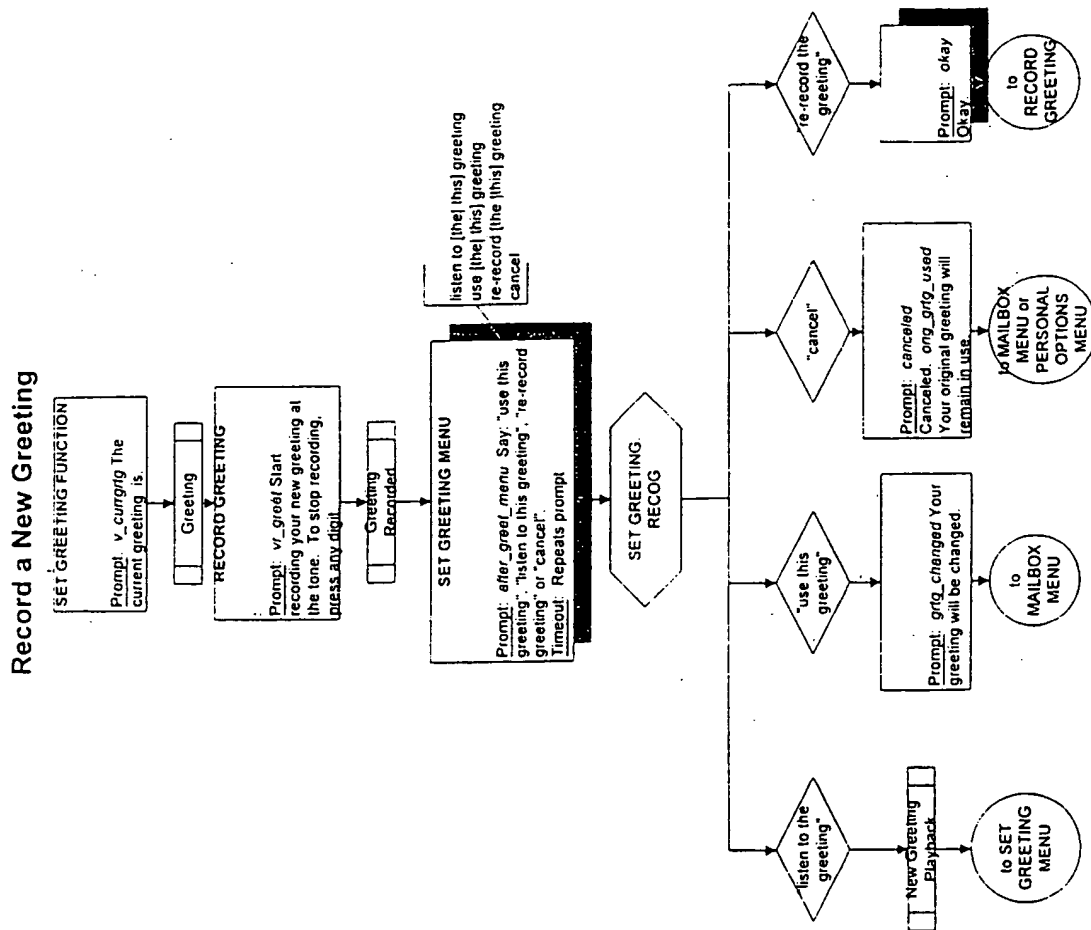 Record a New Greeting
SET GREETING FUNCTION
Prompt: v_currgrtg The
current greeting is.
Greeting
RECORD GREETING
Prompt: vr_greet Start
recording your new greeting at
the tone. To stop recording,
press any digit
Greeting
Recorded
SET GREETING MENU
Prompt: after_greet_menu Say: "use this
greeting", "listen to this greeting", "re-record
greeting" or "cancel".
Timeout: Repeats prompt
listen to [the| this] greeting
use [the| this] greeting
re-record [the |this] greeting
cancel
SET GREETING
RECOG
"listen to the
greeting"
New Greeting
Playback
to SET
GREETING
MENU
"use this
greeting"
Prompt: grtg_changed Your
greeting will be changed.
to
MAILBOX
MENU
"cancel"
Prompt: canceled
Canceled. orig_grtg_used
Your original greeting will
remain in use.
to MAILBOX
MENU or
PERSONAL
OPTIONS
MENU
"re-record the
greeting"
Prompt: okay
Okay.
to
RECORD
GREETING